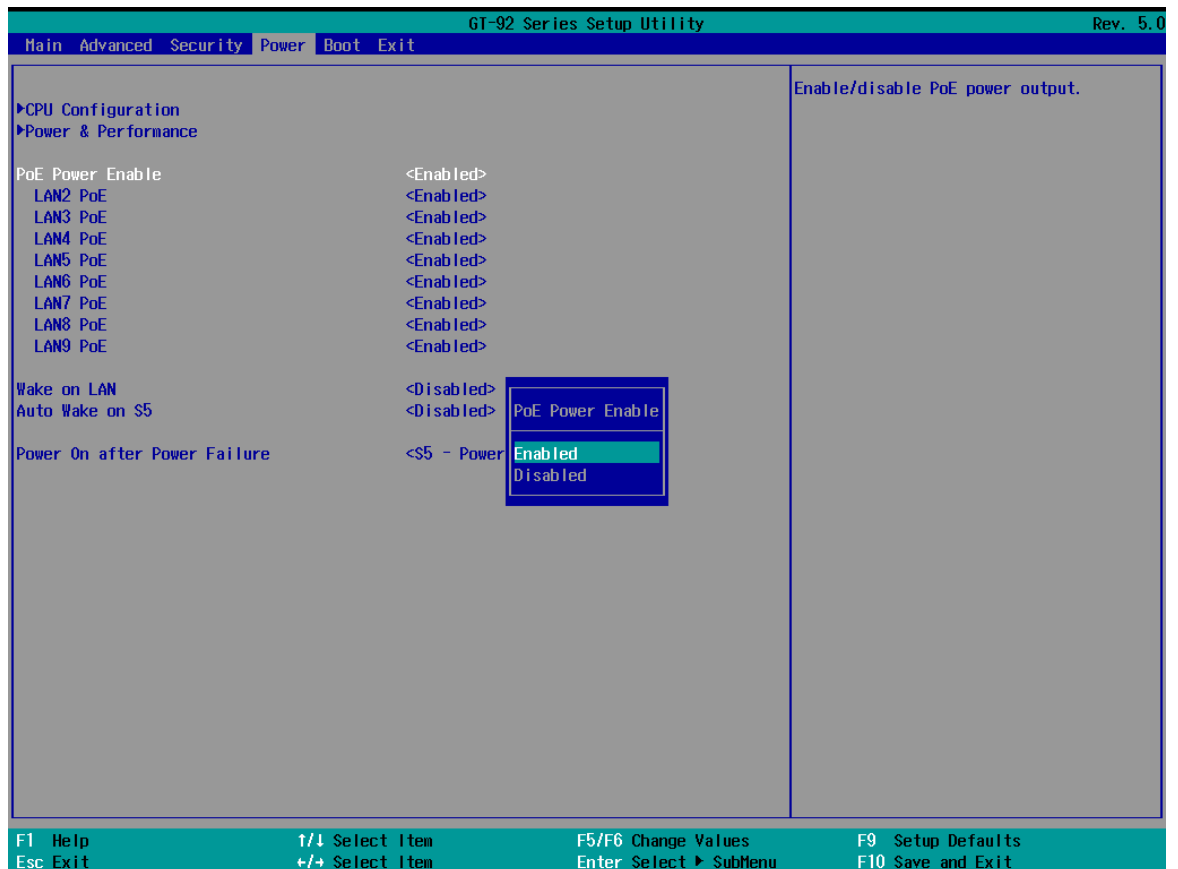 GT-92 Series Setup Utility Rev. 5.0
Main Advanced Security Power Boot Exit
Enable/disable PoE power output.
▶CPU Configuration
▶Power & Performance
PoE Power Enable <Enabled>
LAN2 PoE <Enabled>
LAN3 PoE <Enabled>
LAN4 PoE <Enabled>
LAN5 PoE <Enabled>
LAN6 PoE <Enabled>
LAN7 PoE <Enabled>
LAN8 PoE <Enabled>
LAN9 PoE <Enabled>
Wake on LAN <Disabled>
Auto Wake on S5 <Disabled>
Power On after Power Failure <S5 - Power
PoE Power Enable
Enabled
Disabled
F1 Help ↑/↓ Select Item F5/F6 Change Values F9 Setup Defaults
Esc Exit ←/→ Select Item Enter Select ▶ SubMenu F10 Save and Exit